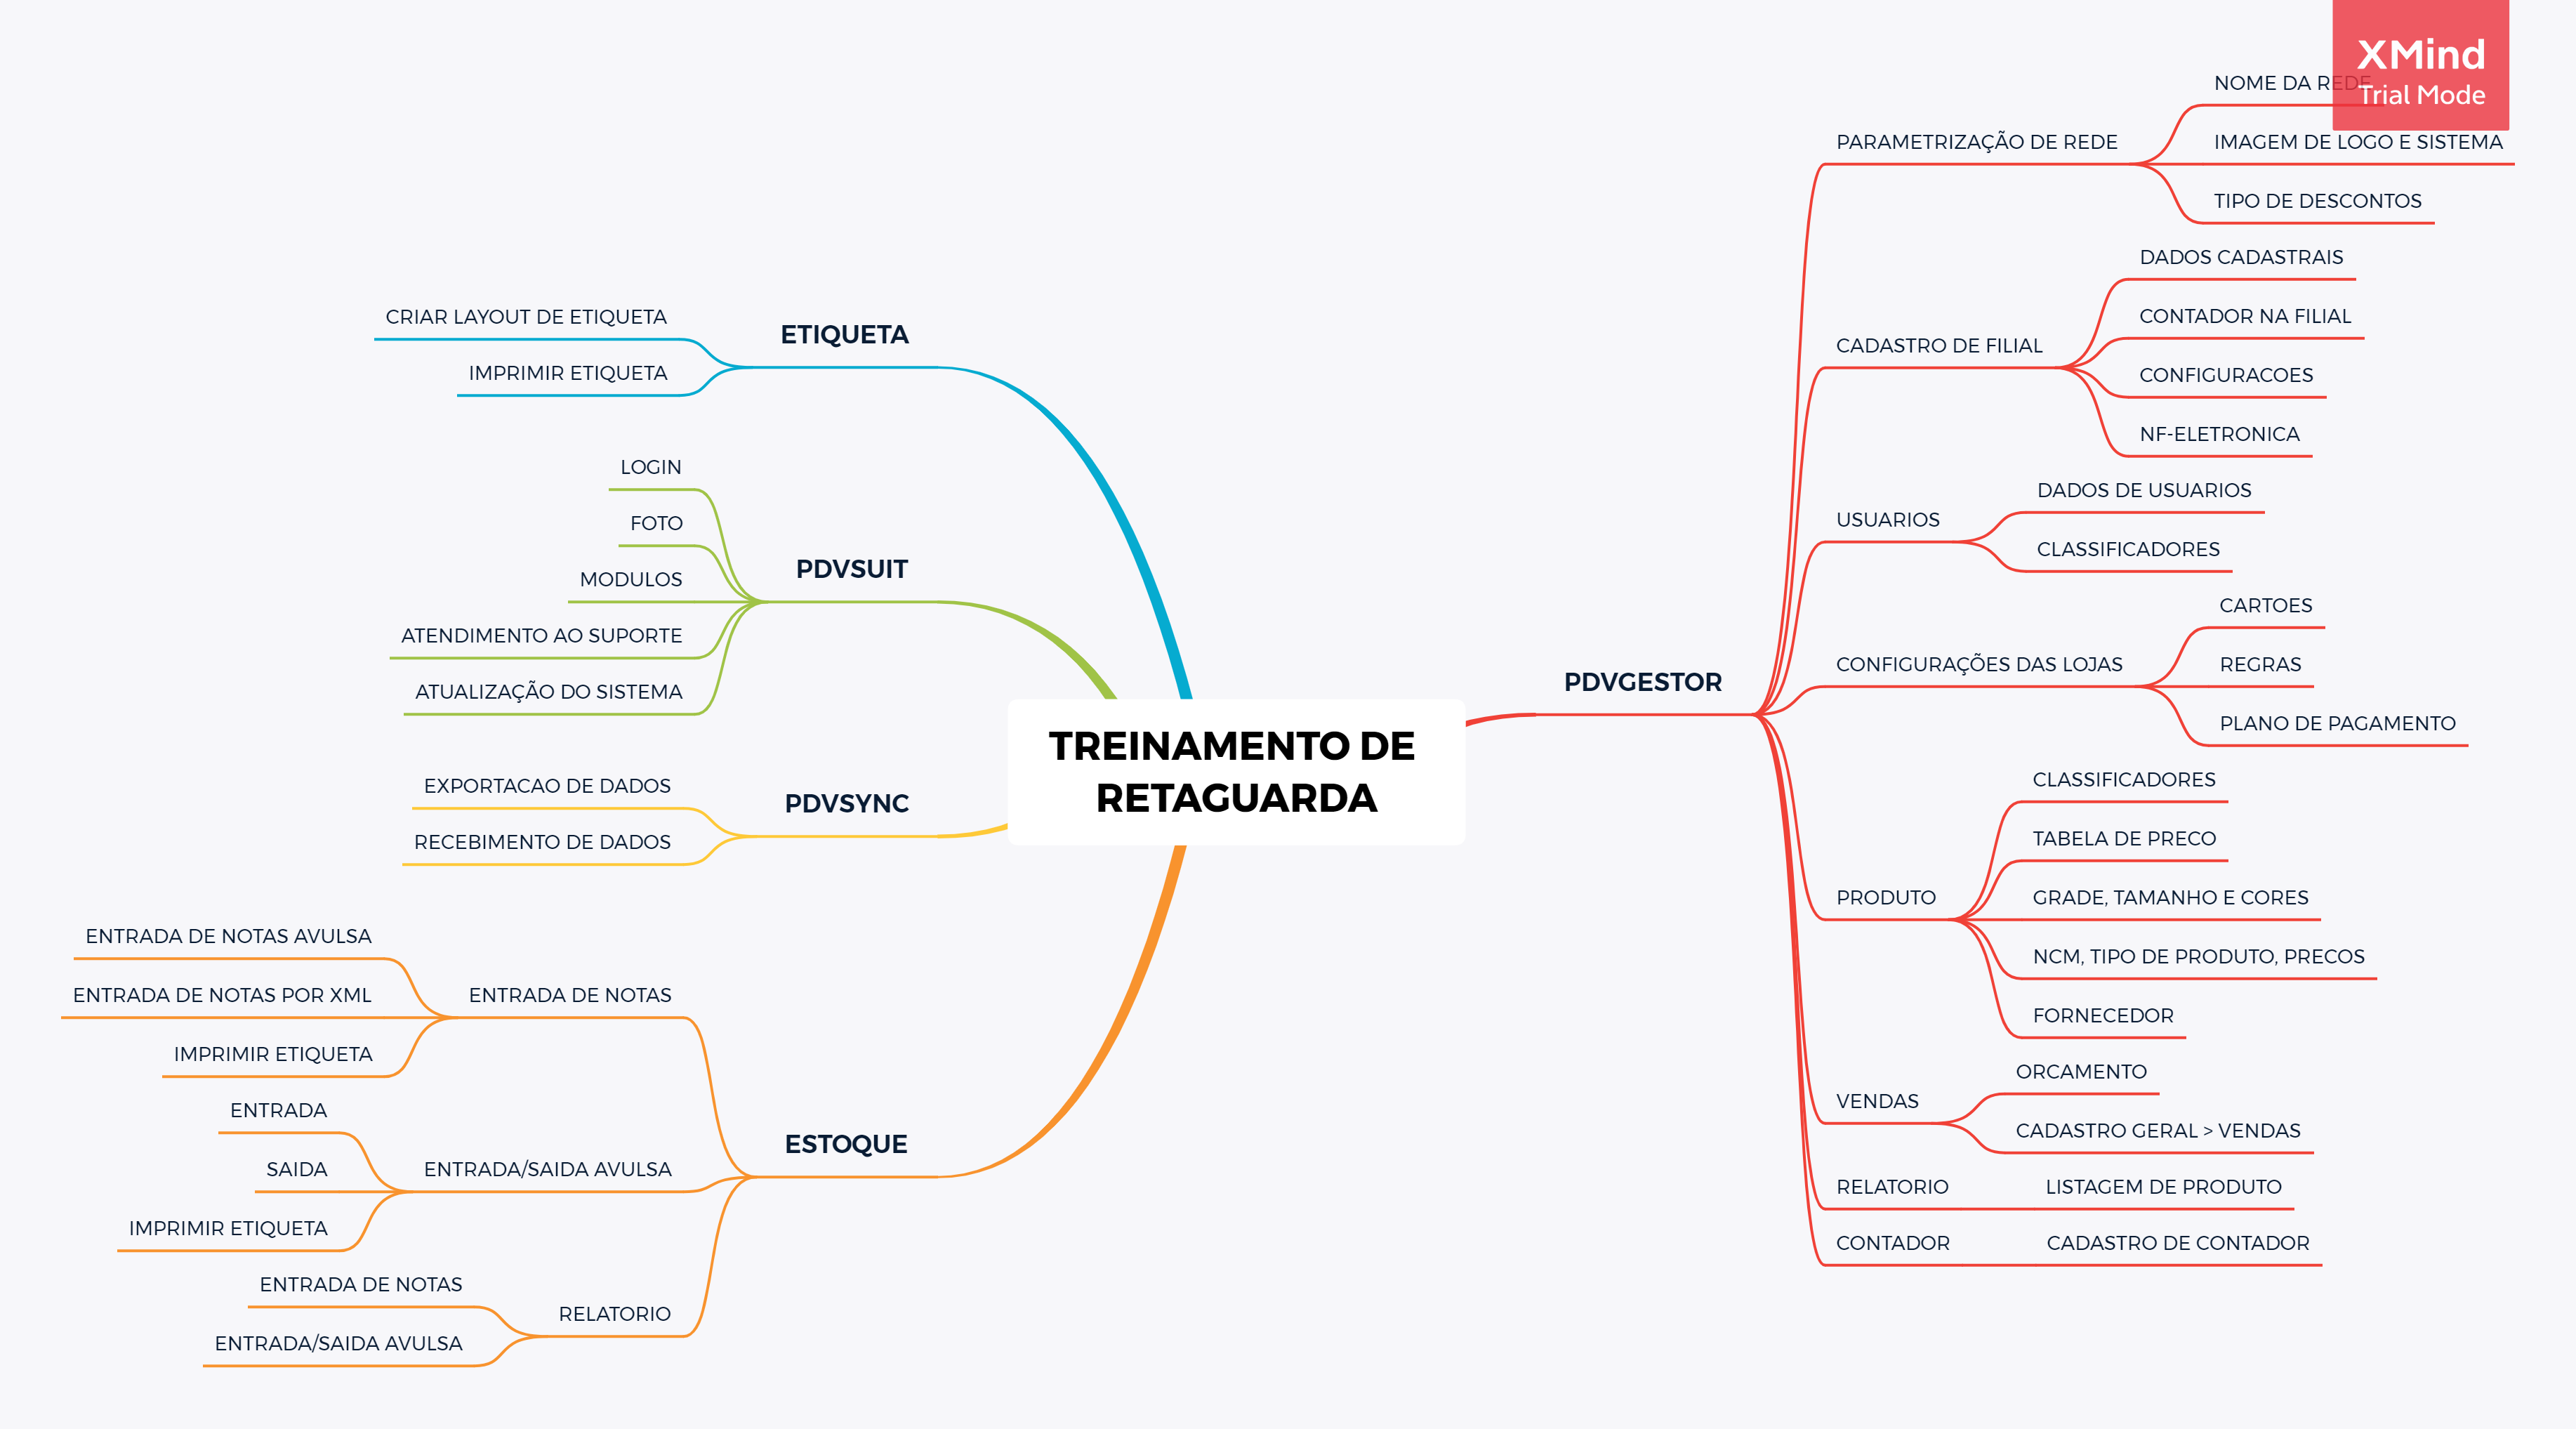 XMind
Trial Mode
TREINAMENTO DE
RETAGUARDA
PDVGESTOR
PARAMETRIZAÇÃO DE REDE
NOME DA REDE
IMAGEM DE LOGO E SISTEMA
TIPO DE DESCONTOS
CADASTRO DE FILIAL
DADOS CADASTRAIS
CONTADOR NA FILIAL
CONFIGURACOES
NF-ELETRONICA
USUARIOS
DADOS DE USUARIOS
CLASSIFICADORES
CONFIGURAÇÕES DAS LOJAS
CARTOES
REGRAS
PLANO DE PAGAMENTO
PRODUTO
CLASSIFICADORES
TABELA DE PRECO
GRADE, TAMANHO E CORES
NCM, TIPO DE PRODUTO, PRECOS
FORNECEDOR
VENDAS
ORCAMENTO
CADASTRO GERAL > VENDAS
RELATORIO
LISTAGEM DE PRODUTO
CONTADOR
CADASTRO DE CONTADOR
ETIQUETA
CRIAR LAYOUT DE ETIQUETA
IMPRIMIR ETIQUETA
PDVSUIT
LOGIN
FOTO
MODULOS
ATENDIMENTO AO SUPORTE
ATUALIZAÇÃO DO SISTEMA
PDVSYNC
EXPORTACAO DE DADOS
RECEBIMENTO DE DADOS
ESTOQUE
ENTRADA DE NOTAS
ENTRADA DE NOTAS AVULSA
ENTRADA DE NOTAS POR XML
IMPRIMIR ETIQUETA
ENTRADA/SAIDA AVULSA
ENTRADA
SAIDA
IMPRIMIR ETIQUETA
RELATORIO
ENTRADA DE NOTAS
ENTRADA/SAIDA AVULSA